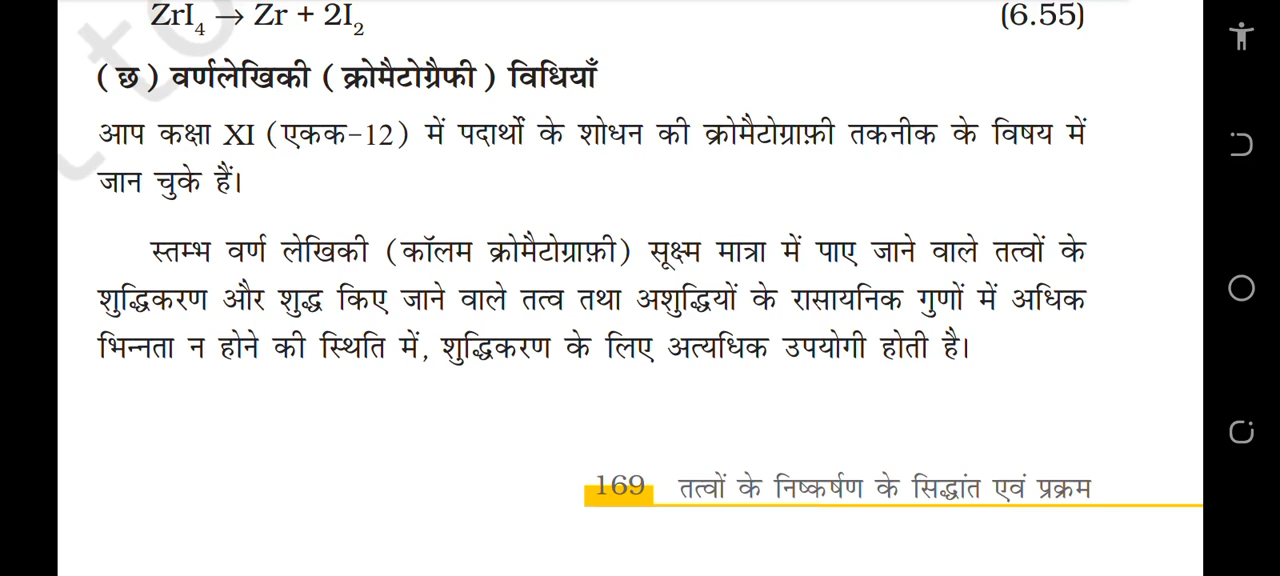 ZrI₄ → Zr + 2I₂ (6.55)
( छ ) वर्णलेखिकी ( क्रोमैटोग्रैफी ) विधियाँ
आप कक्षा XI (एकक-12) में पदार्थों के शोधन की क्रोमैटोग्राफ़ी तकनीक के विषय में
जान चुके हैं।
स्तम्भ वर्ण लेखिकी (कॉलम क्रोमैटोग्राफ़ी) सूक्ष्म मात्रा में पाए जाने वाले तत्वों के
शुद्धिकरण और शुद्ध किए जाने वाले तत्व तथा अशुद्धियों के रासायनिक गुणों में अधिक
भिन्नता न होने की स्थिति में, शुद्धिकरण के लिए अत्यधिक उपयोगी होती है।
169 तत्वों के निष्कर्षण के सिद्धांत एवं प्रक्रम